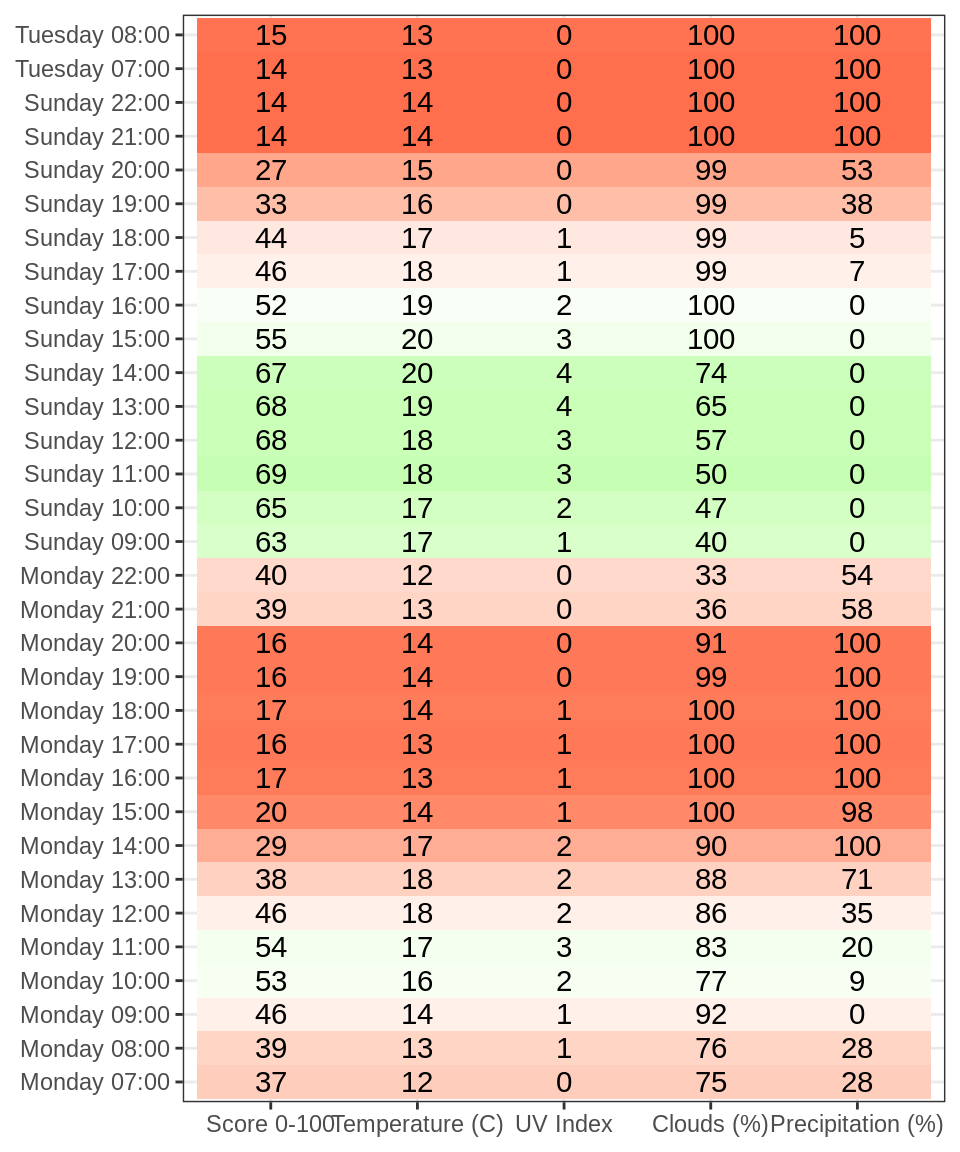 Tuesday 08:00 15 13 0 100 100
Tuesday 07:00 14 13 0 100 100
Sunday 22:00 14 14 0 100 100
Sunday 21:00 14 14 0 100 100
Sunday 20:00 27 15 0 99 53
Sunday 19:00 33 16 0 99 38
Sunday 18:00 44 17 1 99 5
Sunday 17:00 46 18 1 99 7
Sunday 16:00 52 19 2 100 0
Sunday 15:00 55 20 3 100 0
Sunday 14:00 67 20 4 74 0
Sunday 13:00 68 19 4 65 0
Sunday 12:00 68 18 3 57 0
Sunday 11:00 69 18 3 50 0
Sunday 10:00 65 17 2 47 0
Sunday 09:00 63 17 1 40 0
Monday 22:00 40 12 0 33 54
Monday 21:00 39 13 0 36 58
Monday 20:00 16 14 0 91 100
Monday 19:00 16 14 0 99 100
Monday 18:00 17 14 1 100 100
Monday 17:00 16 13 1 100 100
Monday 16:00 17 13 1 100 100
Monday 15:00 20 14 1 100 98
Monday 14:00 29 17 2 90 100
Monday 13:00 38 18 2 88 71
Monday 12:00 46 18 2 86 35
Monday 11:00 54 17 3 83 20
Monday 10:00 53 16 2 77 9
Monday 09:00 46 14 1 92 0
Monday 08:00 39 13 1 76 28
Monday 07:00 37 12 0 75 28
Score 0-100 Temperature (C) UV Index Clouds (%) Precipitation (%)